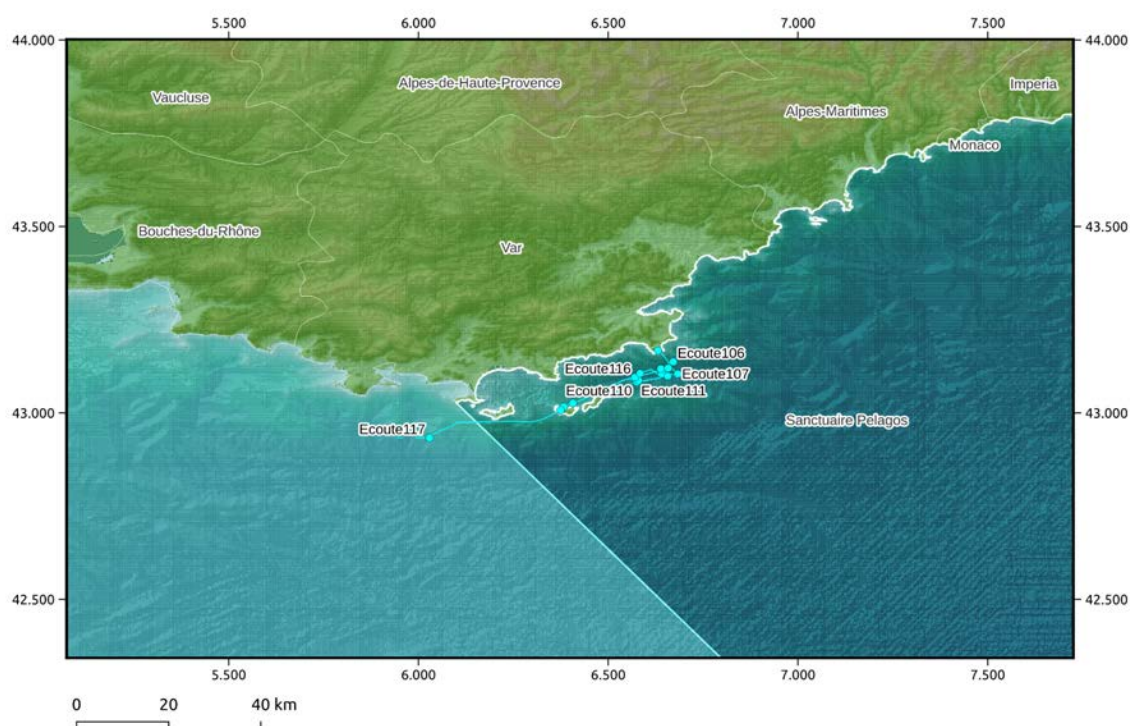 5.500 6.000 6.500 7.000 7.500
44.000 44.000
Alpes-de-Haute-Provence
Imperia
Vaucluse
Alpes-Maritimes
Monaco
43.500 43.500
Bouches-du-Rhône
Var
Ecoute106
Ecoute116
Ecoute107
Ecoute110 Ecoute111
43.000 43.000
Sanctuaire Pelagos
Ecoute117
42.500 42.500
5.500 6.000 6.500 7.000 7.500
0 20 40 km